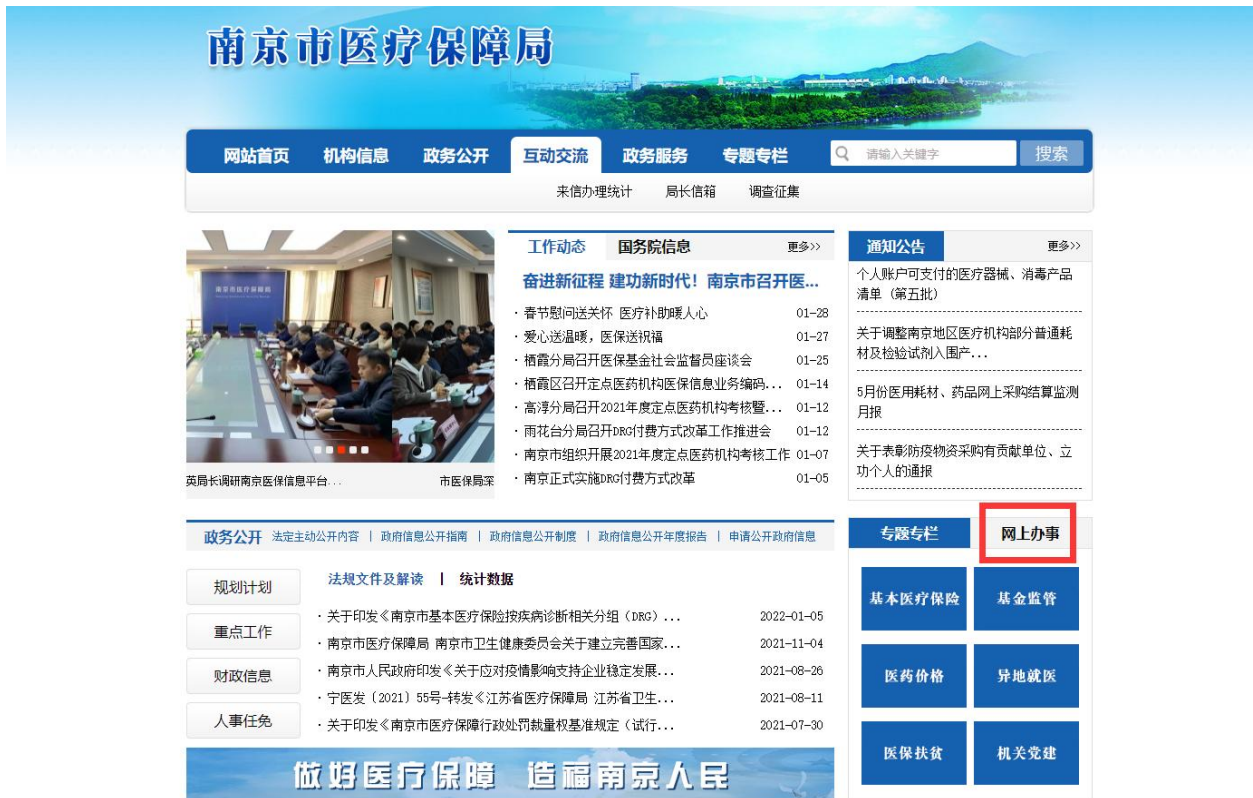 南京市医疗保障局
网站首页 机构信息 政务公开 互动交流 政务服务 专题专栏 请输入关键字 搜索
来信办理统计 局长信箱 调查征集
南京市医疗保障局
英局长调研南京医保信息平台... 市医保局深
工作动态 国务院信息 更多>>
奋进新征程 建功新时代！南京市召开医...
· 春节慰问送关怀 医疗补助暖人心 01-28
· 爱心送温暖，医保送祝福 01-27
· 栖霞分局召开医保基金社会监督员座谈会 01-25
· 栖霞区召开定点医药机构医保信息业务编码... 01-14
· 高淳分局召开2021年度定点医药机构考核暨... 01-12
· 雨花台分局召开DRG付费方式改革工作推进会 01-12
· 南京市组织开展2021年度定点医药机构考核工作 01-07
· 南京正式实施DRG付费方式改革 01-05
通知公告 更多>>
个人账户可支付的医疗器械、消毒产品
清单（第五批）
关于调整南京地区医疗机构部分普通耗
材及检验试剂入围产...
5月份医用耗材、药品网上采购结算监测
月报
关于表彰防疫物资采购有贡献单位、立
功个人的通报
政务公开 法定主动公开内容 | 政府信息公开指南 | 政府信息公开制度 | 政府信息公开年度报告 | 申请公开政府信息
规划计划
重点工作
财政信息
人事任免
法规文件及解读 | 统计数据
· 关于印发《南京市基本医疗保险按疾病诊断相关分组（DRG）... 2022-01-05
· 南京市医疗保障局 南京市卫生健康委员会关于建立完善国家... 2021-11-04
· 南京市人民政府印发《关于应对疫情影响支持企业稳定发展... 2021-08-26
· 宁医发〔2021〕55号-转发《江苏省医疗保障局 江苏省卫生... 2021-08-11
· 关于印发《南京市医疗保障行政处罚裁量权基准规定（试行... 2021-07-30
专题专栏 网上办事
基本医疗保险 基金监管
医药价格 异地就医
医保扶贫 机关党建
做好医疗保障 造福南京人民